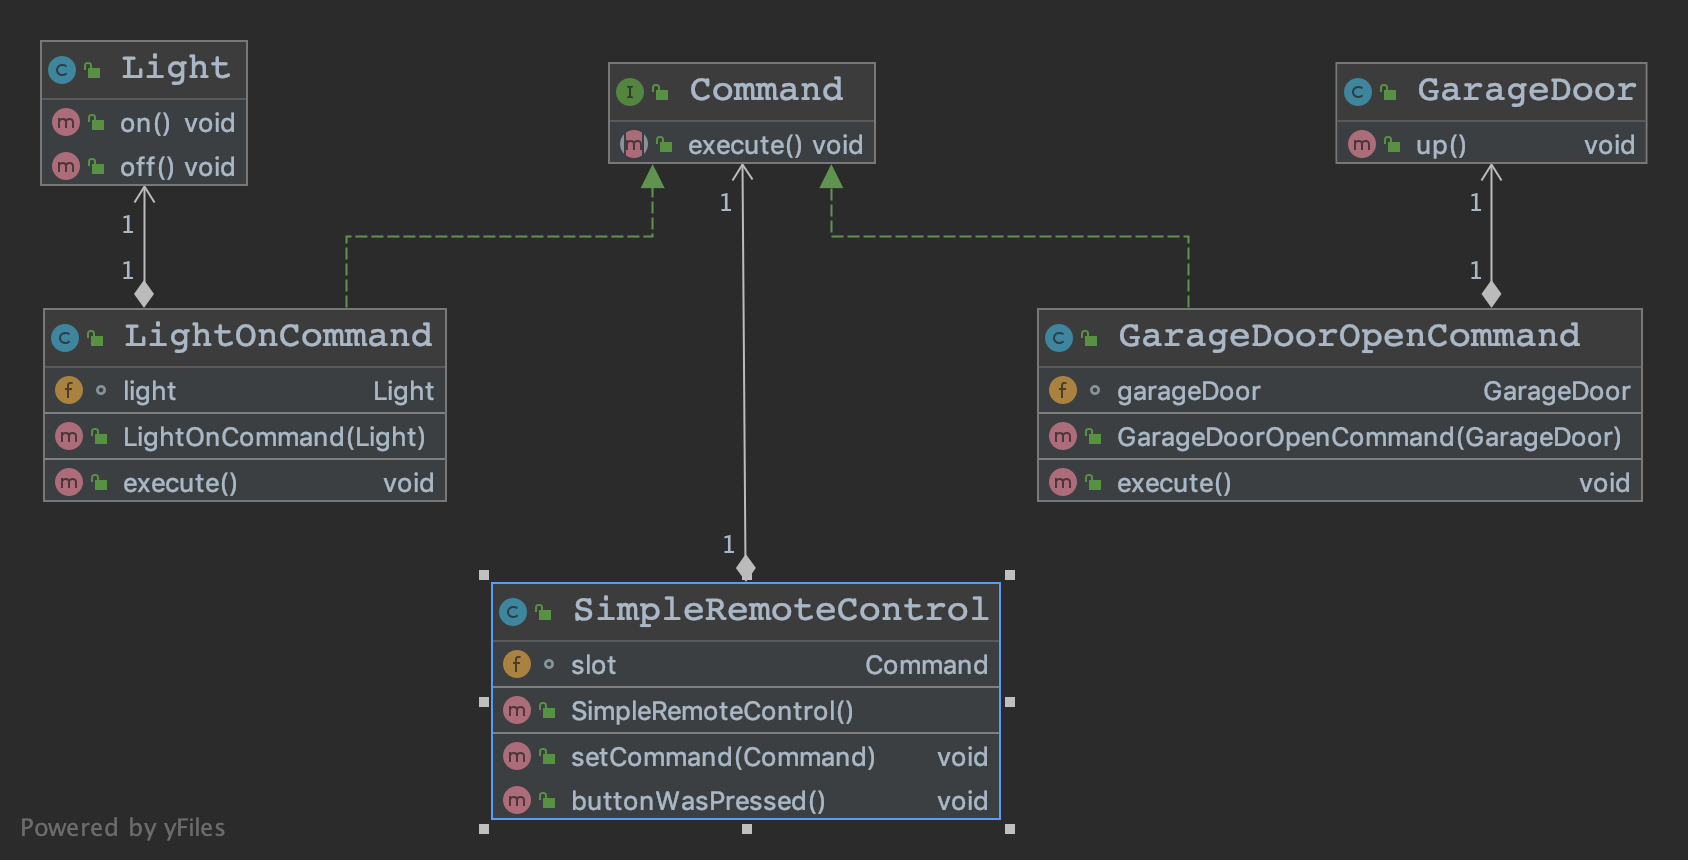 C Light
m on() void
m off() void
I Command
m execute() void
C GarageDoor
m up() void
1
1
1
1
1
C LightOnCommand
f light Light
m LightOnCommand(Light)
m execute() void
C GarageDoorOpenCommand
f garageDoor GarageDoor
m GarageDoorOpenCommand(GarageDoor)
m execute() void
1
C SimpleRemoteControl
f slot Command
m SimpleRemoteControl()
m setCommand(Command) void
m buttonWasPressed() void
Powered by yFiles